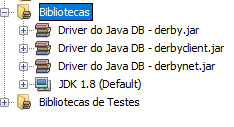 Bibliotecas
Driver do Java DB - derby.jar
Driver do Java DB - derbyclient.jar
Driver do Java DB - derbynet.jar
JDK 1.8 (Default)
Bibliotecas de Testes